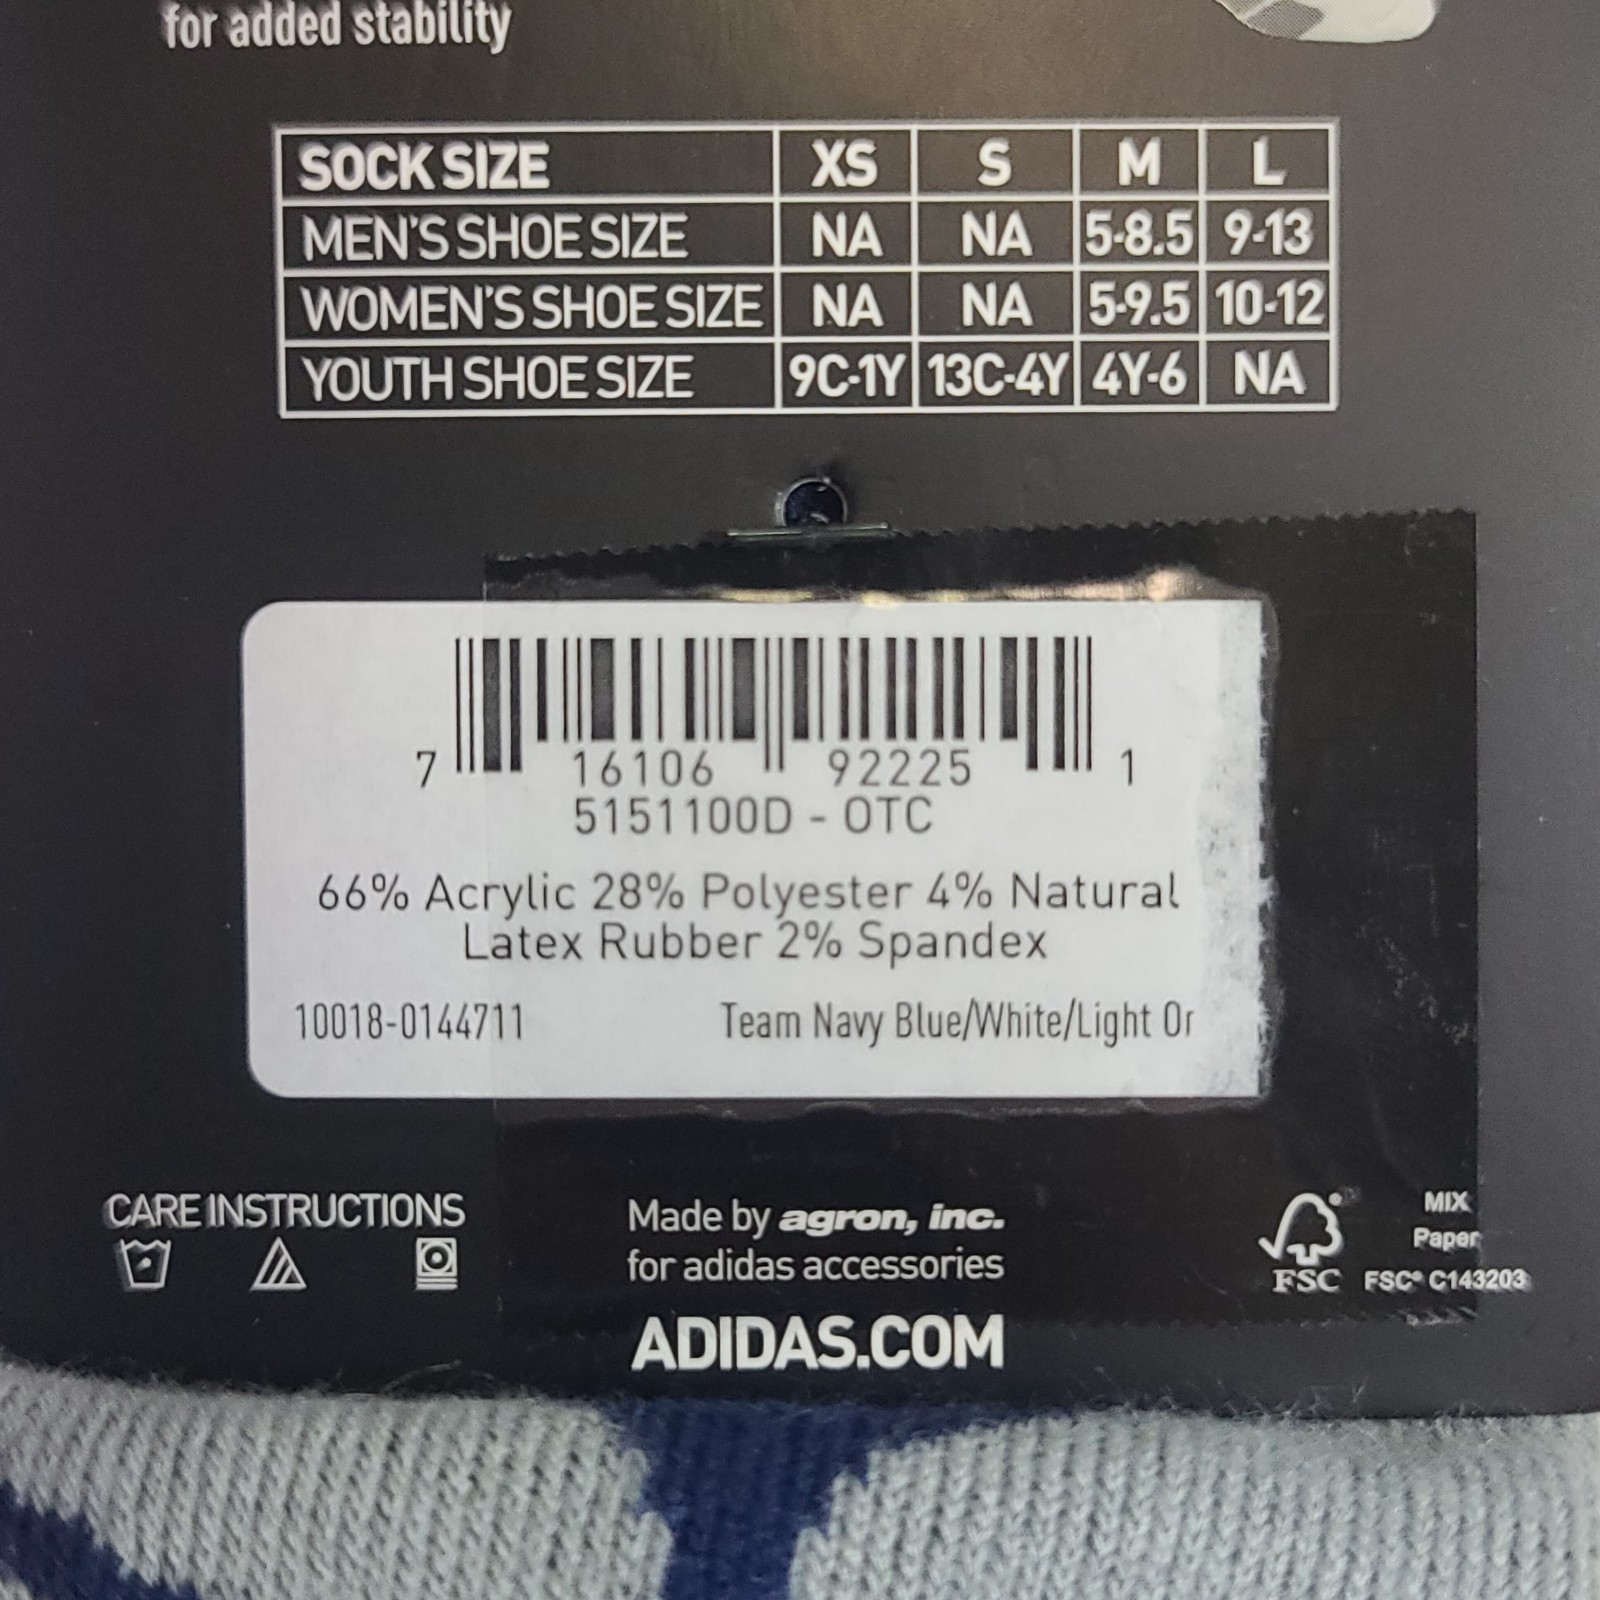 for added stability
SOCK SIZE XS S M L
MEN'S SHOE SIZE NA NA 5-8.5 9-13
WOMEN'S SHOE SIZE NA NA 5-9.5 10-12
YOUTH SHOE SIZE 9C-1Y 13C-4Y 4Y-6 NA
7 16106 92225 1
5151100D - OTC
66% Acrylic 28% Polyester 4% Natural
Latex Rubber 2% Spandex
10018-0144711 Team Navy Blue/White/Light Or
CARE INSTRUCTIONS
Made by agron, inc.
for adidas accessories
ADIDAS.COM
FSC
MIX
Paper
FSC® C143203